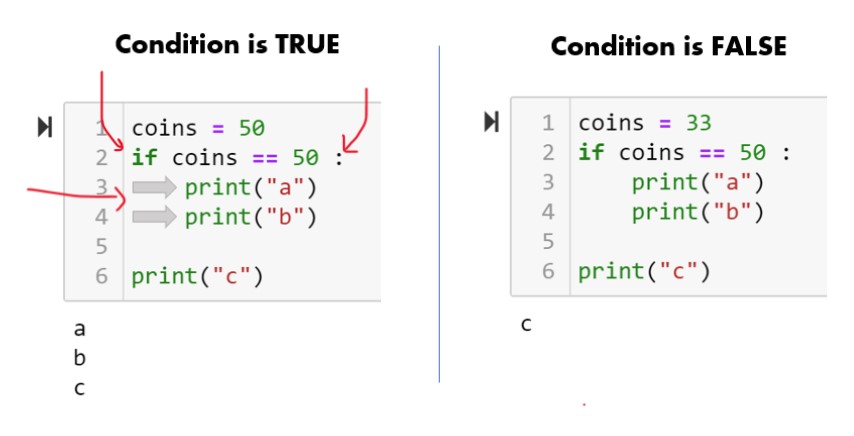 Condition is TRUE
1 coins = 50
2 if coins == 50 :
3 print("a")
4 print("b")
5
6 print("c")
a
b
c
Condition is FALSE
1 coins = 33
2 if coins == 50 :
3 print("a")
4 print("b")
5
6 print("c")
c